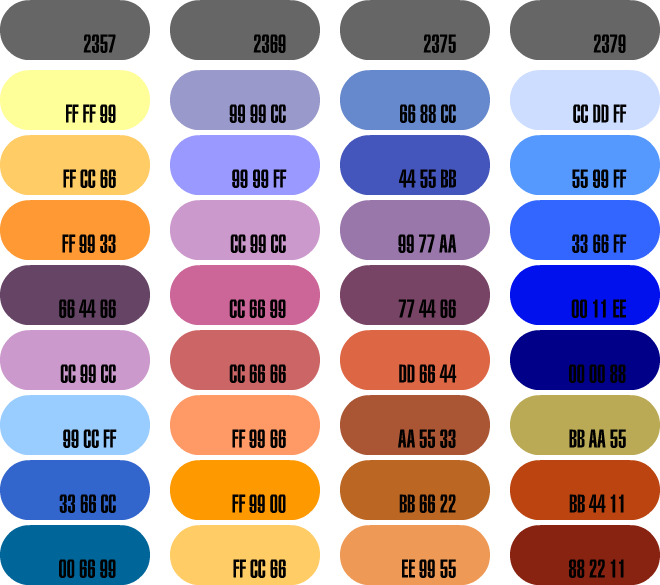 2357 2369 2375 2379
FF FF 99 99 99 CC 66 88 CC CC DD FF
FF CC 66 99 99 FF 44 55 BB 55 99 FF
FF 99 33 CC 99 CC 99 77 AA 33 66 FF
66 44 66 CC 66 99 77 44 66 00 11 EE
CC 99 CC CC 66 66 DD 66 44 00 00 88
99 CC FF FF 99 66 AA 55 33 BB AA 55
33 66 CC FF 99 00 BB 66 22 BB 44 11
00 66 99 FF CC 66 EE 99 55 88 22 11